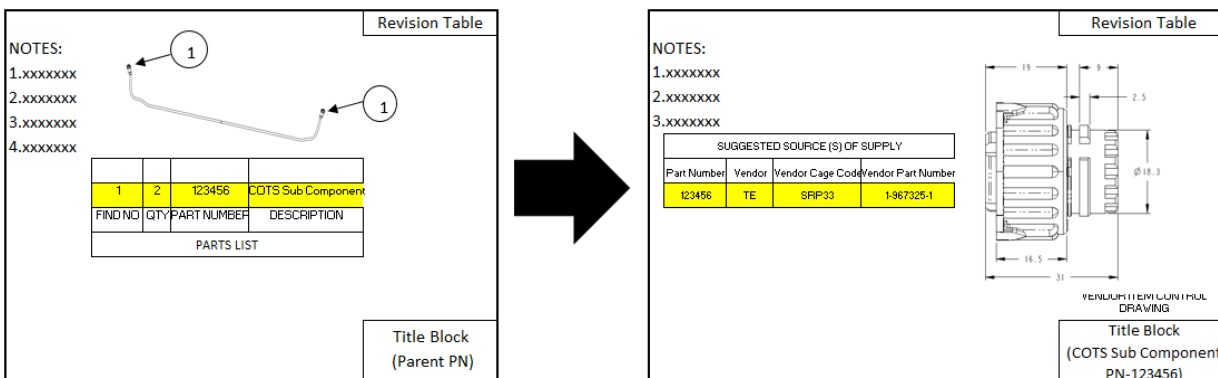 Revision Table
NOTES:
1.xxxxxxx
2.xxxxxxx
3.xxxxxxx
4.xxxxxxx
1
1
1 2 123456 COTS Sub Component
FIND NO QTY PART NUMBER DESCRIPTION
PARTS LIST
Title Block
(Parent PN)
Revision Table
NOTES:
1.xxxxxxx
2.xxxxxxx
3.xxxxxxx
SUGGESTED SOURCE (S) OF SUPPLY
Part Number Vendor Vendor Cage Code Vendor Part Number
123456 TE SRP33 1-967325-1
19
9
2.5
Ø18.3
16.5
31
VENDOR ITEM CONTROL
DRAWING
Title Block
(COTS Sub Component
PN-123456)